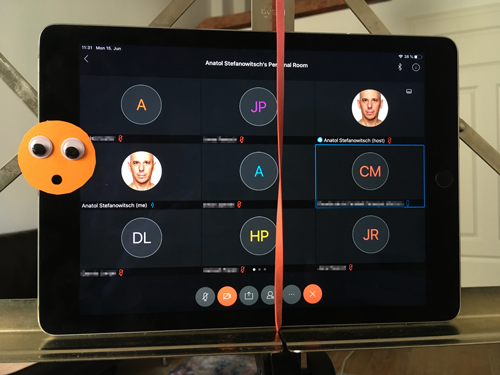 11:31 Mon 15. Jun
36 %
Anatol Stefanowitsch's Personal Room
A
JP
Anatol Stefanowitsch (host)
A
CM
Anatol Stefanowitsch (me)
DL
HP
JR